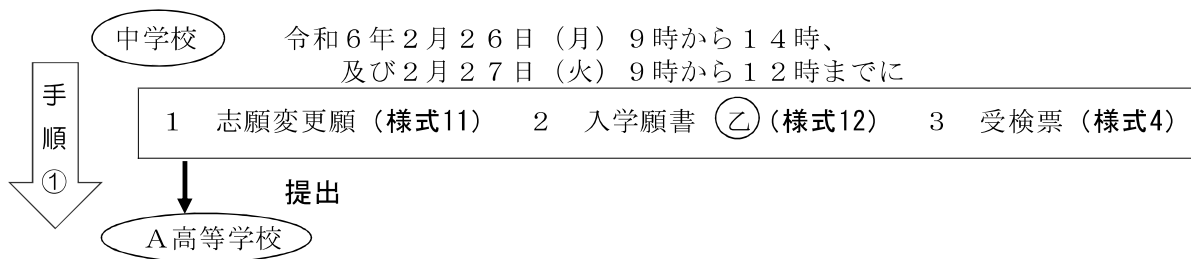 中学校
令和６年２月２６日（月）９時から１４時、
及び２月２７日（火）９時から１２時までに
手順①
１　志願変更願（様式11）　２　入学願書　乙（様式12）　３　受検票（様式4）
提出
Ａ高等学校